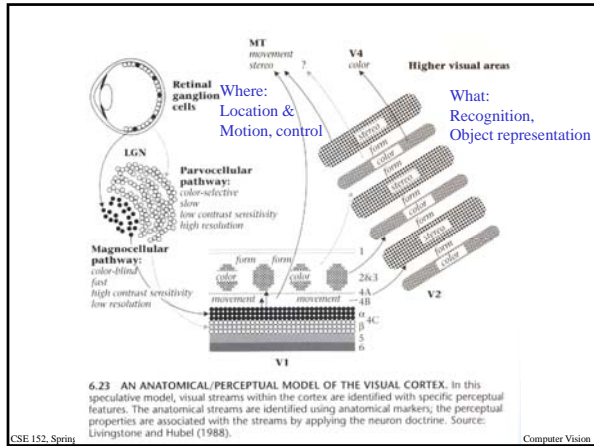 MT
movement
stereo
?
V4
color
Higher visual areas
Retinal
ganglion
cells
Where:
Location &
Motion, control
What:
Recognition,
Object representation
LGN
Parvocellular
pathway:
color-selective
slow
low contrast sensitivity
high resolution
Magnocellular
pathway:
color-blind
fast
high contrast sensitivity
low resolution
stereo
form
color
form
stereo
form
color
form
stereo
form
color
V2
1
form form
color color
2&3
4A
movement movement
4B
α
4C
β
5
6
V1
6.23 AN ANATOMICAL/PERCEPTUAL MODEL OF THE VISUAL CORTEX. In this
speculative model, visual streams within the cortex are identified with specific perceptual
features. The anatomical streams are identified using anatomical markers; the perceptual
properties are associated with the streams by applying the neuron doctrine. Source:
Livingstone and Hubel (1988).
CSE 152, Spring
Computer Vision